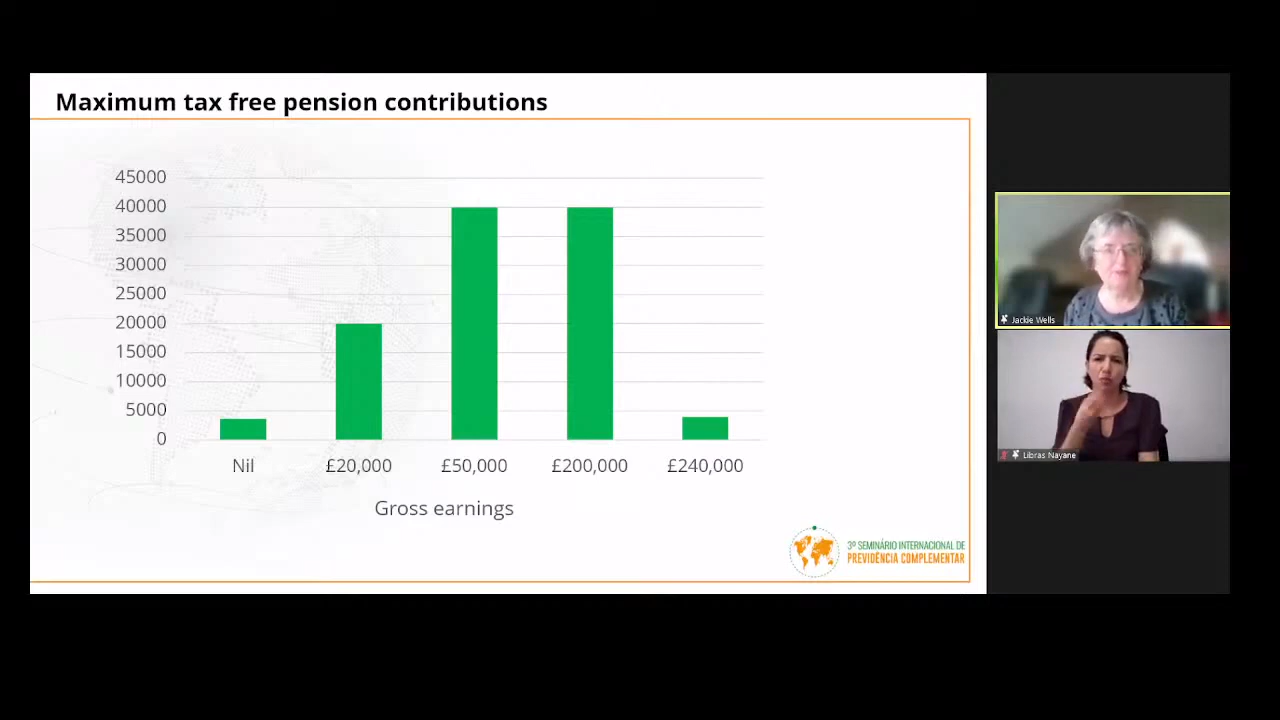 Maximum tax free pension contributions
45000
40000
35000
30000
25000
20000
15000
10000
5000
0
Nil £20,000 £50,000 £200,000 £240,000
Gross earnings
3º SEMINÁRIO INTERNACIONAL DE
PREVIDÊNCIA COMPLEMENTAR
Jackie Wells
Libras Nayane